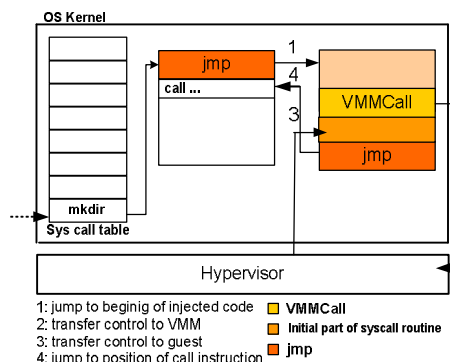 OS Kernel
jmp
call ...
1
4
3
VMMCall
jmp
mkdir
Sys call table
Hypervisor
1: jump to beginig of injected code
2: transfer control to VMM
3: transfer control to guest
4: jump to position of call instruction
VMMCall
Initial part of syscall routine
jmp